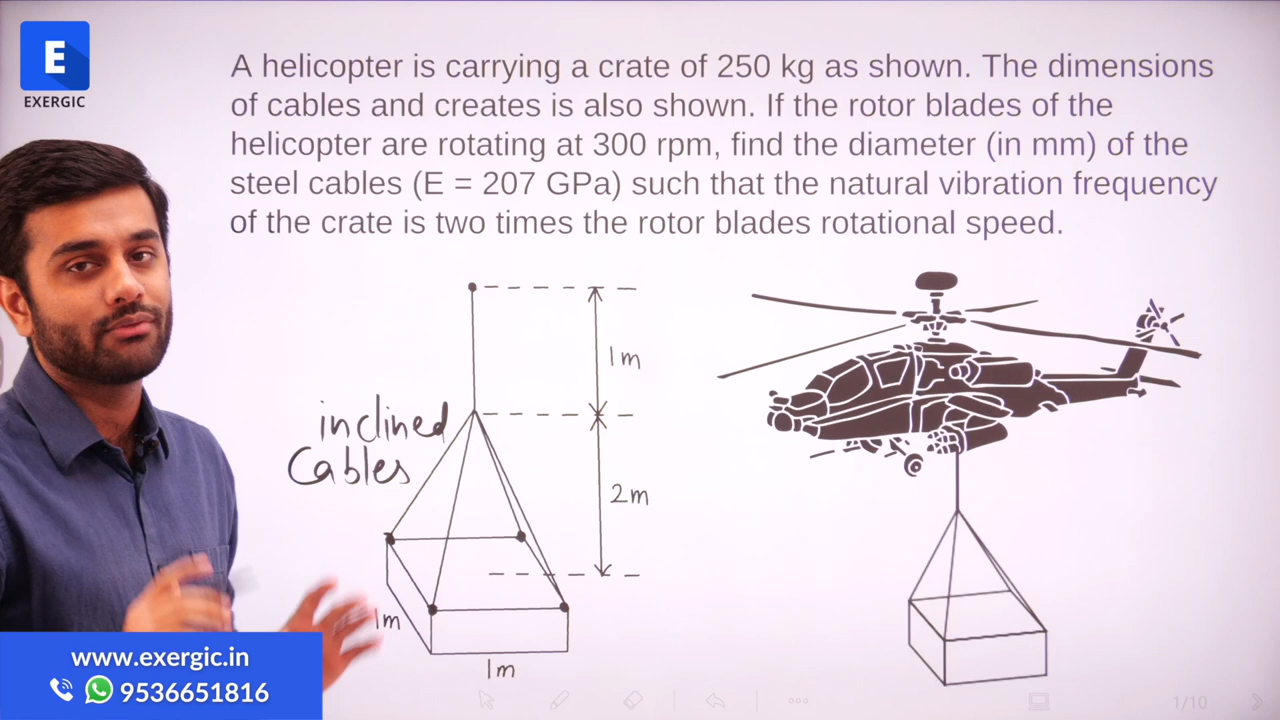 E
EXERGIC
A helicopter is carrying a crate of 250 kg as shown. The dimensions
of cables and creates is also shown. If the rotor blades of the
helicopter are rotating at 300 rpm, find the diameter (in mm) of the
steel cables (E = 207 GPa) such that the natural vibration frequency
of the crate is two times the rotor blades rotational speed.
1m
inclined
Cables
2m
1m
1m
www.exergic.in
9536651816
1/10